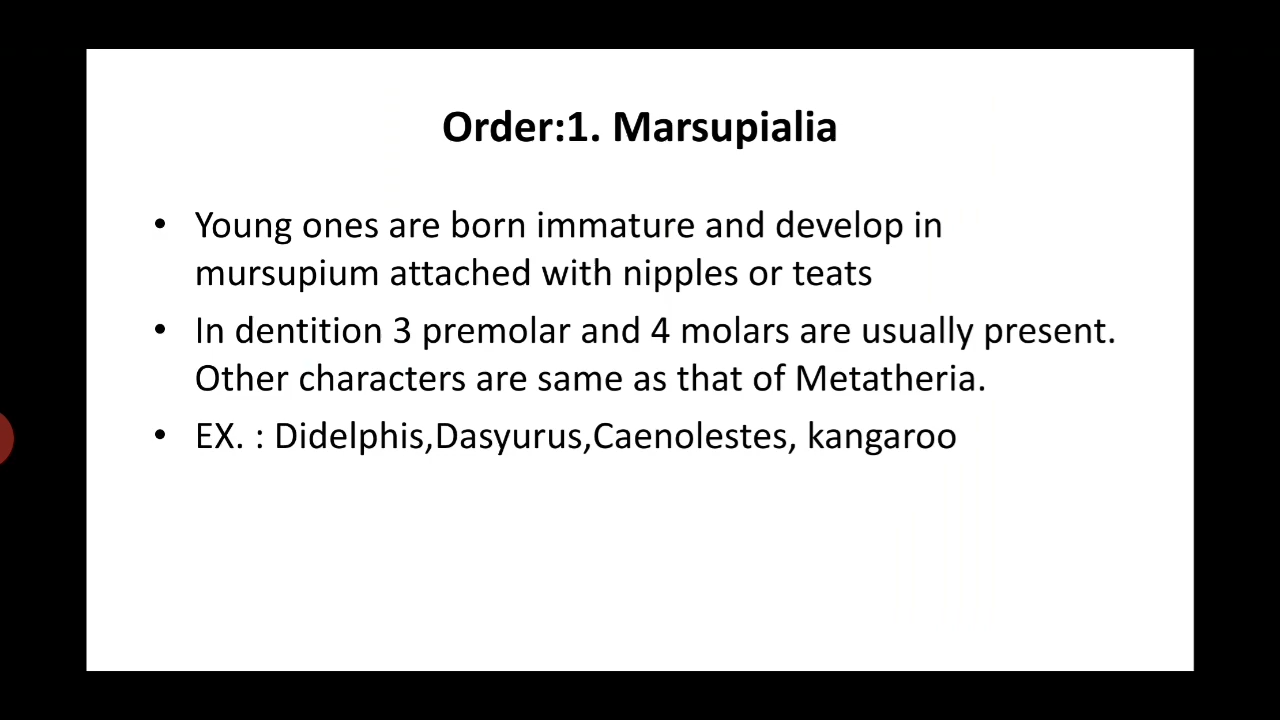 Order:1. Marsupialia
• Young ones are born immature and develop in
mursupium attached with nipples or teats
• In dentition 3 premolar and 4 molars are usually present.
Other characters are same as that of Metatheria.
• EX. : Didelphis,Dasyurus,Caenolestes, kangaroo